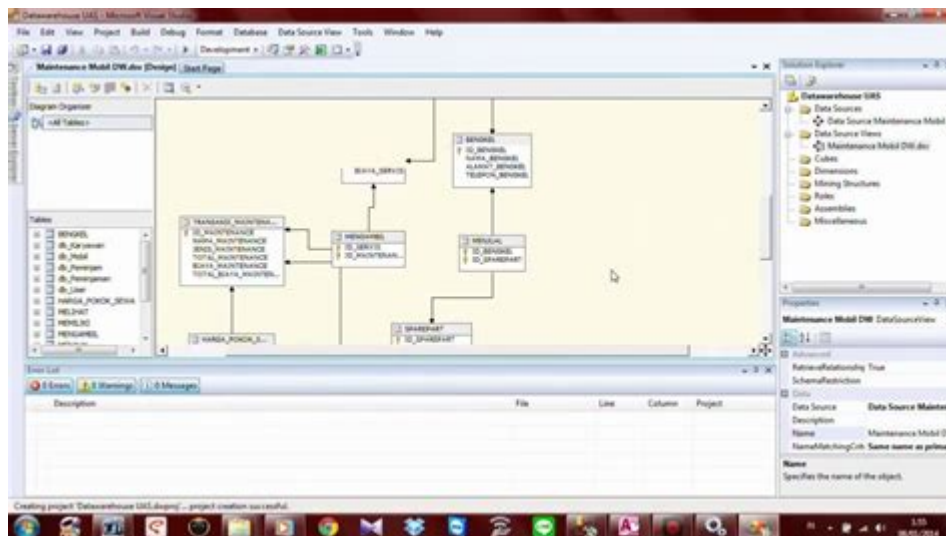 Datawarehouse UAS - Microsoft Visual Studio
File Edit View Project Build Debug Format Database Data Source View Tools Window Help
Development
Maintenance Mobil DW.dsv [Design] Start Page
Diagram Organizer
<All Tables>
Tables
BENGKEL
db_Karyawan
db_Mobil
db_Peminjam
db_User
HARGA_POKOK_SEWA
MELIHAT
MEMILIKI
MENGAMBIL
BIAYA_SERVIS
BENGKEL
ID_BENGKEL
NAMA_BENGKEL
ALAMAT_BENGKEL
TELEPON_BENGKEL
TRANSAKSI_MAINTENA...
ID_MAINTENANCE
NAMA_MAINTENANCE
JENIS_MAINTENANCE
TOTAL_MAINTENANCE
BIAYA_MAINTENANCE
TOTAL_BIAYA_MAINTEN...
MENGAMBIL
ID_SERVIS
ID_MAINTENAN...
MENJUAL
ID_BENGKEL
ID_SPAREPART
HARGA_POKOK_S...
SPAREPART
ID_SPAREPART
Solution Explorer
Datawarehouse UAS
Data Sources
Data Source Maintenance Mobil
Data Source Views
Maintenance Mobil DW.dsv
Cubes
Dimensions
Mining Structures
Roles
Assemblies
Miscellaneous
Properties
Maintenance Mobil DW DataSourceView
Advanced
RetrieveRelationship True
SchemaRestriction
Data
Data Source Data Source Mainten
Description
Name Maintenance Mobil D
NameMatchingCrit Same name as prima
Name
Specifies the name of the object.
Error List
0 Errors 0 Warnings 0 Messages
Description File Line Column Project
Creating project 'Datawarehouse UAS.dwproj'... project creation successful.